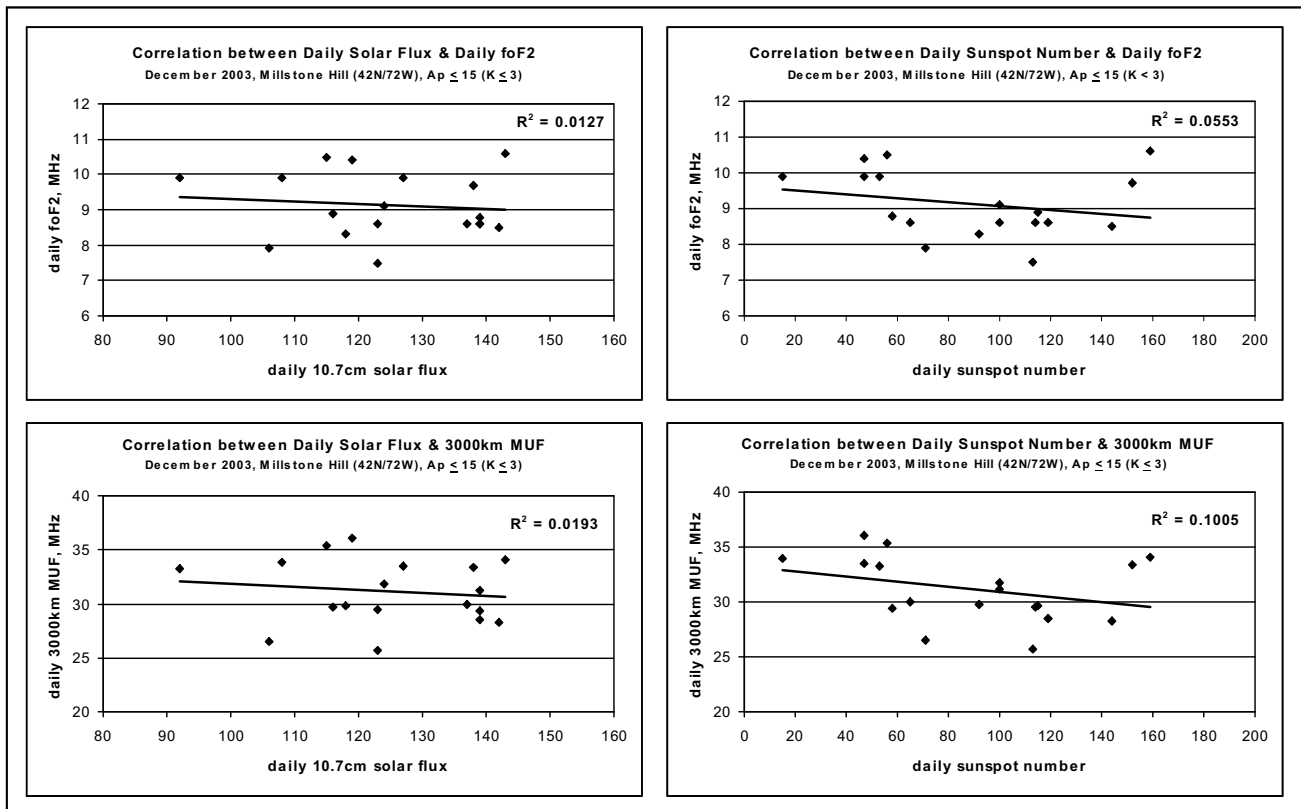 Correlation between Daily Solar Flux & Daily foF2
December 2003, Millstone Hill (42N/72W), Ap ≤ 15 (K ≤ 3)
R² = 0.0127
12
11
10
9
8
7
6
daily foF2, MHz
80 90 100 110 120 130 140 150 160
daily 10.7cm solar flux
Correlation between Daily Sunspot Number & Daily foF2
December 2003, Millstone Hill (42N/72W), Ap ≤ 15 (K < 3)
R² = 0.0553
12
11
10
9
8
7
6
daily foF2, MHz
0 20 40 60 80 100 120 140 160 180 200
daily sunspot number
Correlation between Daily Solar Flux & 3000km MUF
December 2003, Millstone Hill (42N/72W), Ap ≤ 15 (K ≤ 3)
R² = 0.0193
40
35
30
25
20
daily 3000km MUF, MHz
80 90 100 110 120 130 140 150 160
daily 10.7cm solar flux
Correlation between Daily Sunspot Number & 3000km MUF
December 2003, Millstone Hill (42N/72W), Ap ≤ 15 (K ≤ 3)
R² = 0.1005
40
35
30
25
20
daily 3000km MUF, MHz
0 20 40 60 80 100 120 140 160 180 200
daily sunspot number